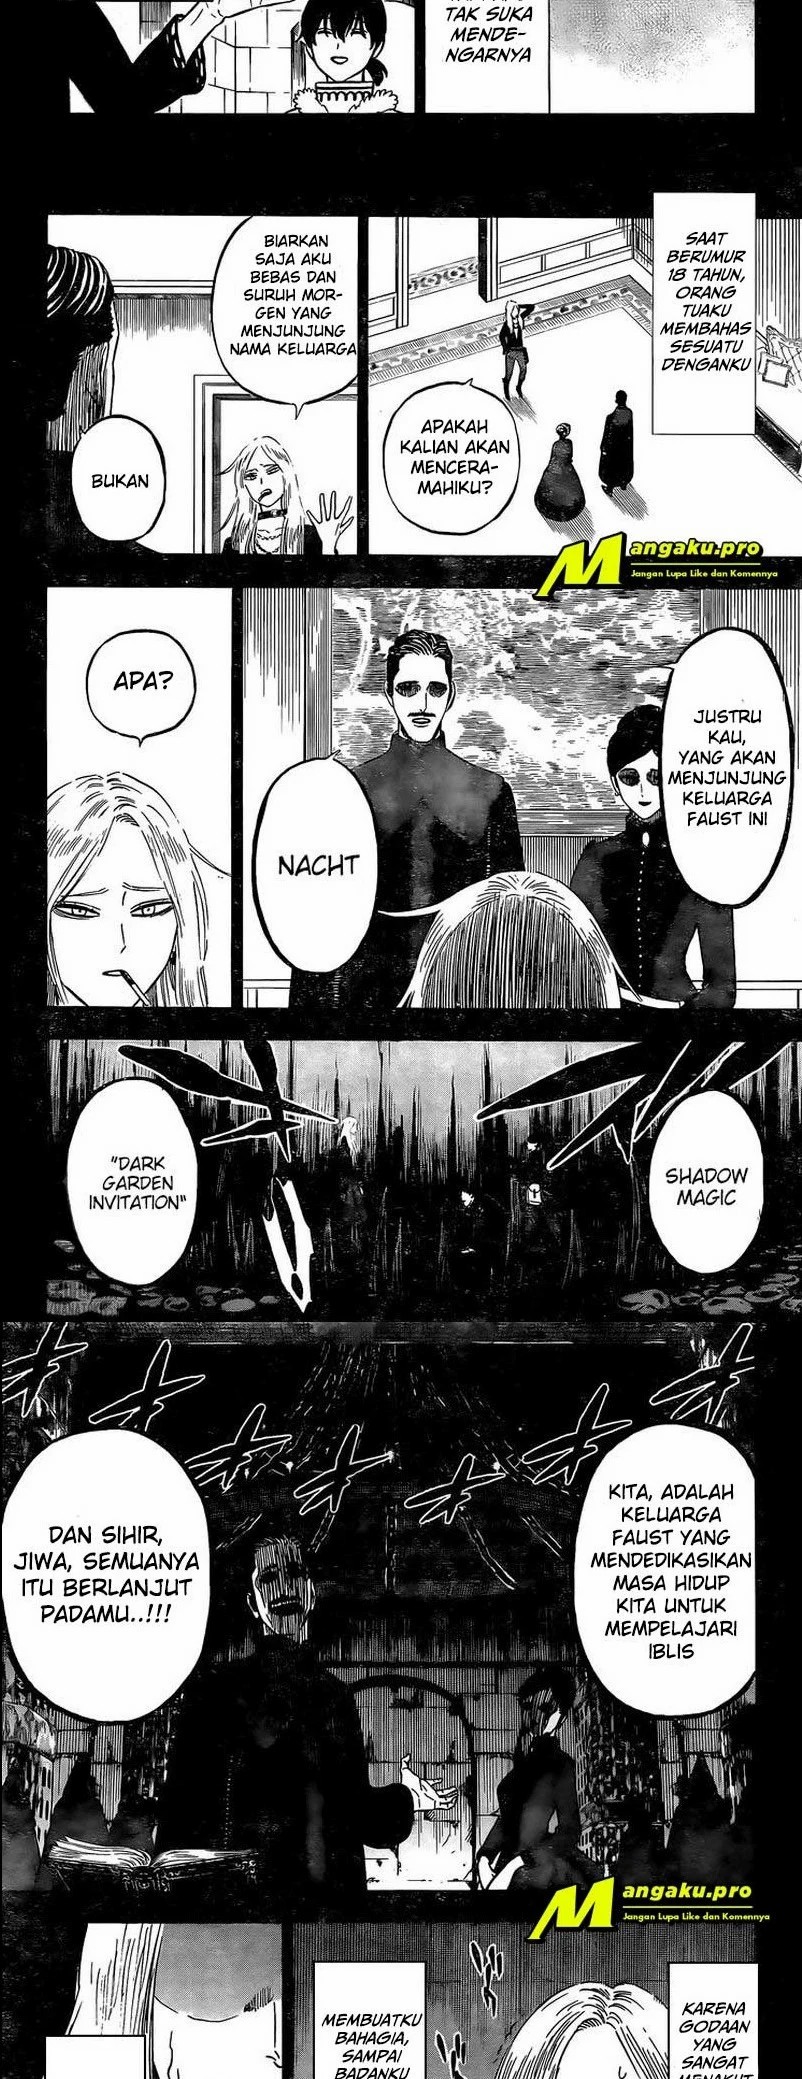 TAK SUKA
MENDE-
NGARNYA
SAAT
BERUMUR
18 TAHUN,
ORANG
TUAKU
MEMBAHAS
SESUATU
DENGANKU
APAKAH
KALIAN AKAN
MENCERA-
MAHIKU?
BIARKAN
SAJA AKU
BEBAS DAN
SURUH MOR-
GEN YANG
MENJUNJUNG
NAMA KELUARGA
BUKAN
Mangaku.pro
Jangan Lupa Like dan Komennya
JUSTRU
KAU,
YANG AKAN
MENJUNJUNG
KELUARGA
FAUST INI
NACHT
APA?
SHADOW
MAGIC
"DARK
GARDEN
INVITATION"
KITA, ADALAH
KELUARGA
FAUST YANG
MENDEDIKASIKAN
MASA HIDUP
KITA UNTUK
MEMPELAJARI
IBLIS
DAN SIHIR,
JIWA, SEMUANYA
ITU BERLANJUT
PADAMU..!!!
Mangaku.pro
Jangan Lupa Like dan Komennya
KARENA
GODAAN
YANG
SANGAT
MEMBUATKU
BAHAGIA,
SAMPAI
BADANKU